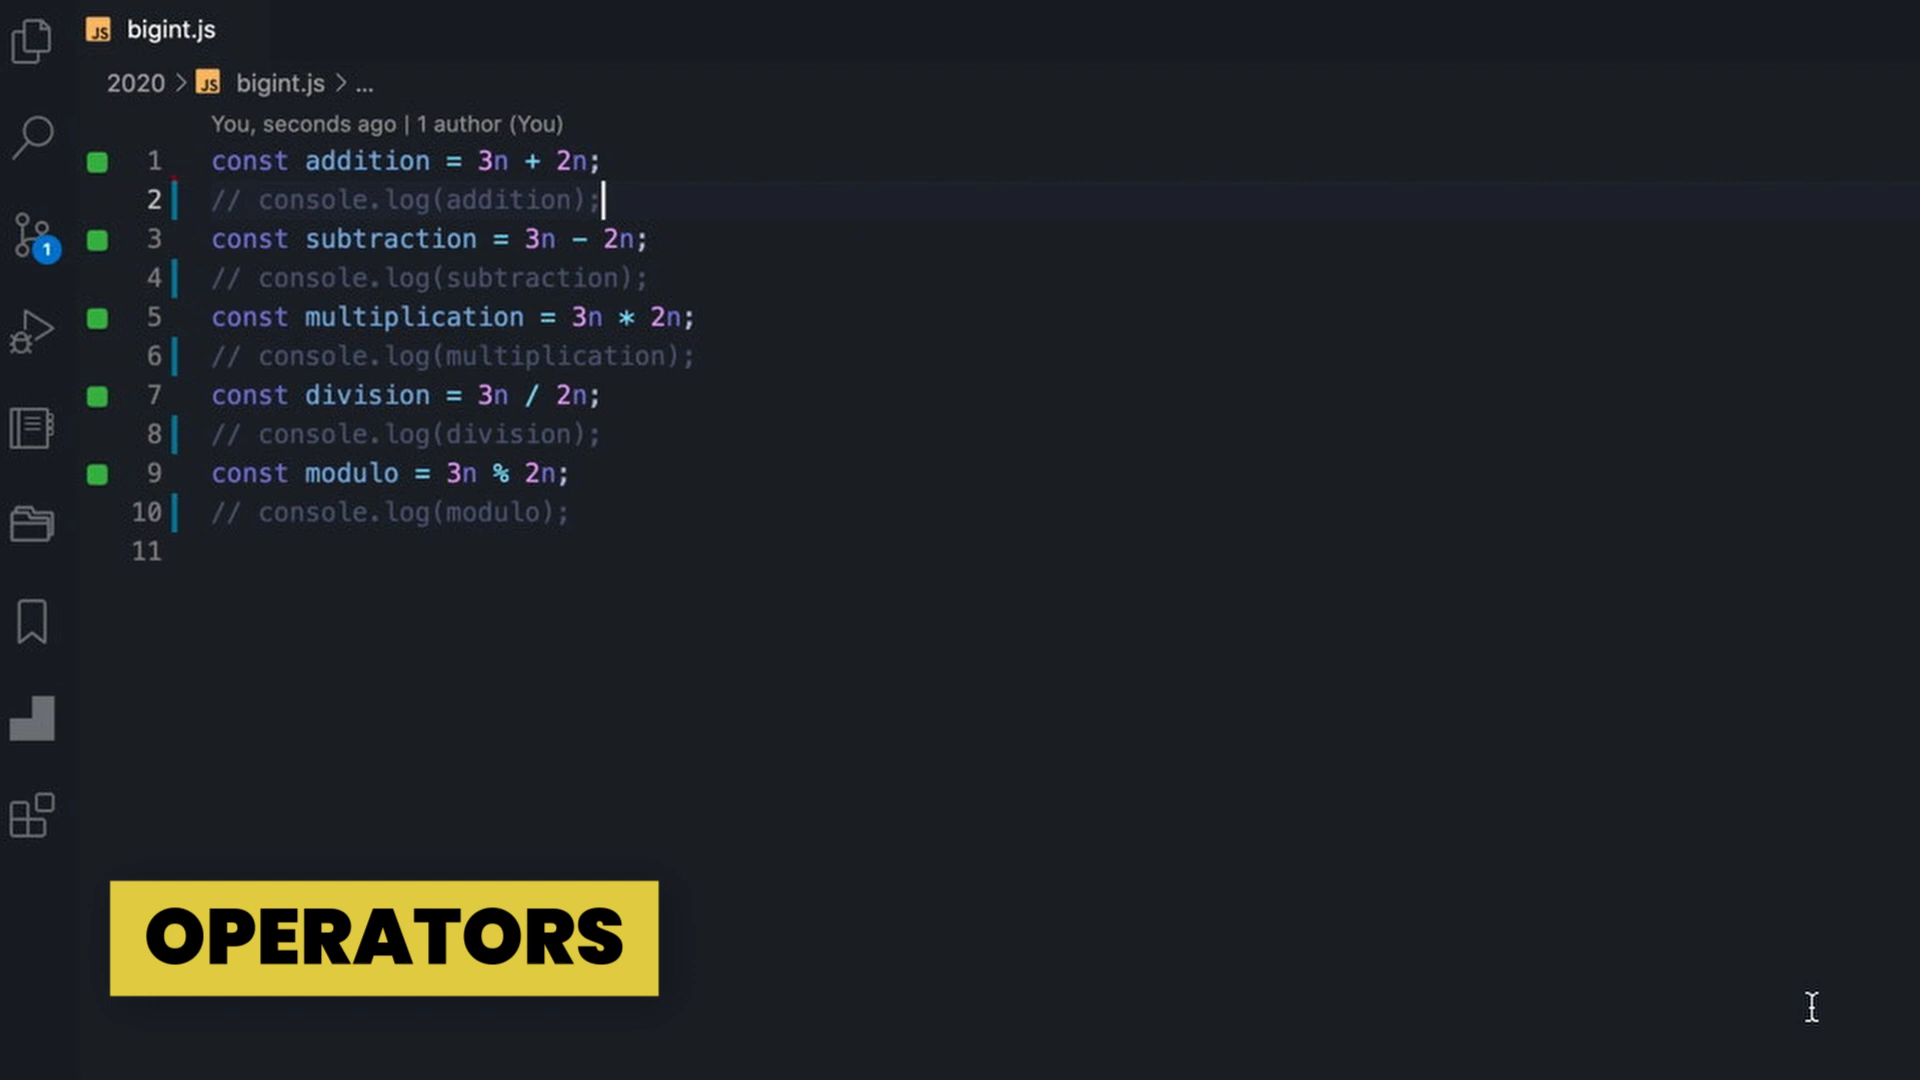 JS bigint.js
2020 > JS bigint.js > ...
You, seconds ago | 1 author (You)
1 const addition = 3n + 2n;
2 // console.log(addition);
3 const subtraction = 3n - 2n;
4 // console.log(subtraction);
5 const multiplication = 3n * 2n;
6 // console.log(multiplication);
7 const division = 3n / 2n;
8 // console.log(division);
9 const modulo = 3n % 2n;
10 // console.log(modulo);
11
1
OPERATORS